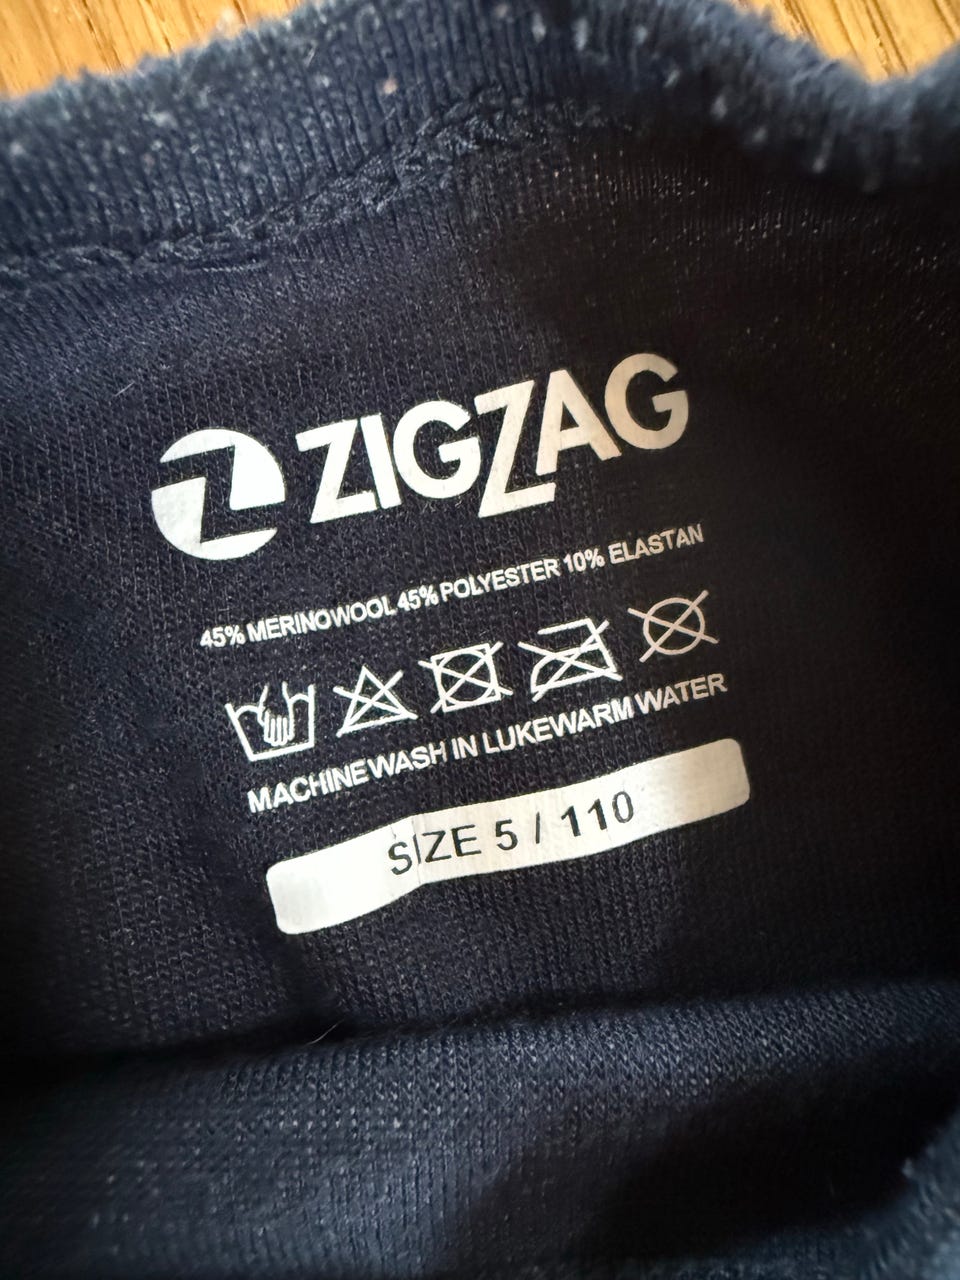 ZIGZAG
45% MERINOWOOL 45% POLYESTER 10% ELASTAN
MACHINE WASH IN LUKEWARM WATER
SIZE 5 / 110